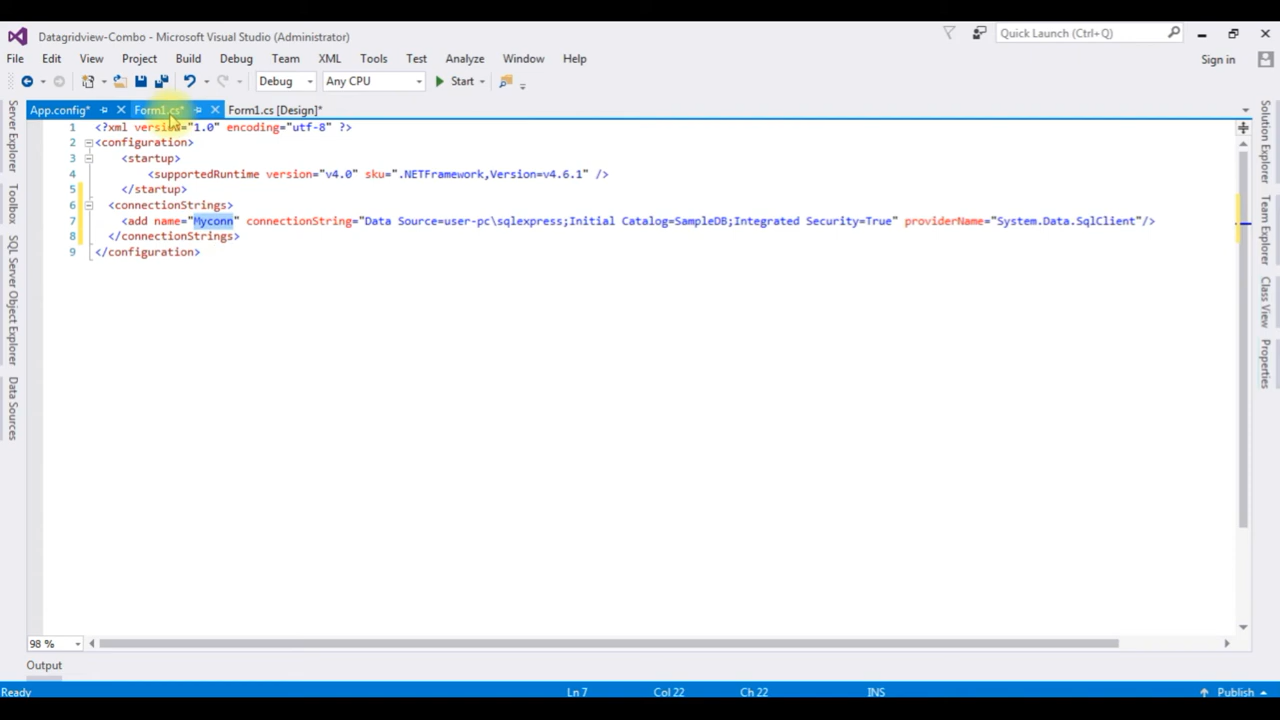 Datagridview-Combo - Microsoft Visual Studio (Administrator)
Quick Launch (Ctrl+Q)
File Edit View Project Build Debug Team XML Tools Test Analyze Window Help
Sign in
Debug Any CPU Start
App.config* Form1.cs* Form1.cs [Design]*
1 <?xml version="1.0" encoding="utf-8" ?>
2 <configuration>
3 <startup>
4 <supportedRuntime version="v4.0" sku=".NETFramework,Version=v4.6.1" />
5 </startup>
6 <connectionStrings>
7 <add name="Myconn" connectionString="Data Source=user-pc\sqlexpress;Initial Catalog=SampleDB;Integrated Security=True" providerName="System.Data.SqlClient"/>
8 </connectionStrings>
9 </configuration>
Server Explorer
Toolbox
SQL Server Object Explorer
Data Sources
Solution Explorer
Team Explorer
Class View
Properties
98 %
Output
Ready
Ln 7 Col 22 Ch 22 INS Publish